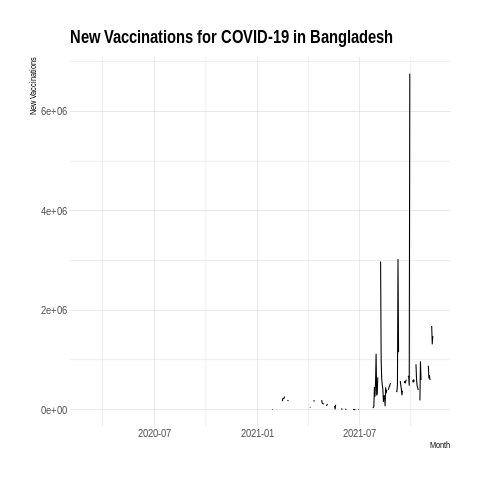 New Vaccinations for COVID-19 in Bangladesh
New Vaccinations
6e+06
4e+06
2e+06
0e+00
2020-07
2021-01
2021-07
Month